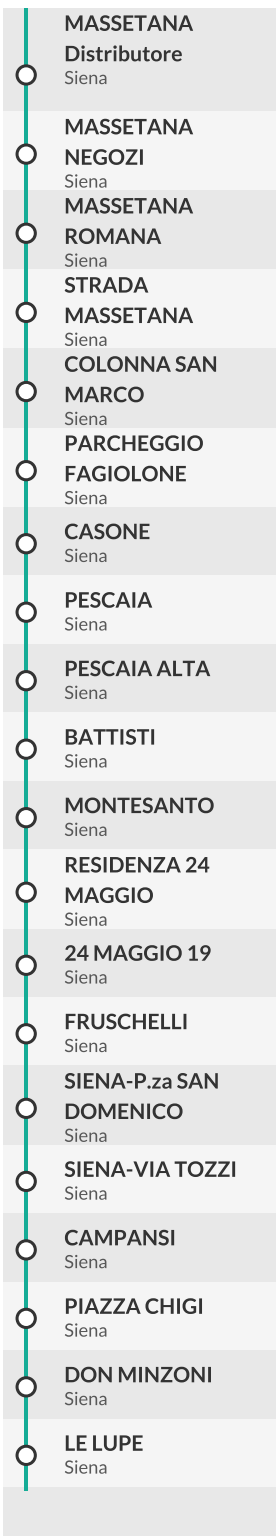 MASSETANA
Distributore
Siena
MASSETANA
NEGOZI
Siena
MASSETANA
ROMANA
Siena
STRADA
MASSETANA
Siena
COLONNA SAN
MARCO
Siena
PARCHEGGIO
FAGIOLONE
Siena
CASONE
Siena
PESCAIA
Siena
PESCAIA ALTA
Siena
BATTISTI
Siena
MONTESANTO
Siena
RESIDENZA 24
MAGGIO
Siena
24 MAGGIO 19
Siena
FRUSCHELLI
Siena
SIENA-P.za SAN
DOMENICO
Siena
SIENA-VIA TOZZI
Siena
CAMPANSI
Siena
PIAZZA CHIGI
Siena
DON MINZONI
Siena
LE LUPE
Siena